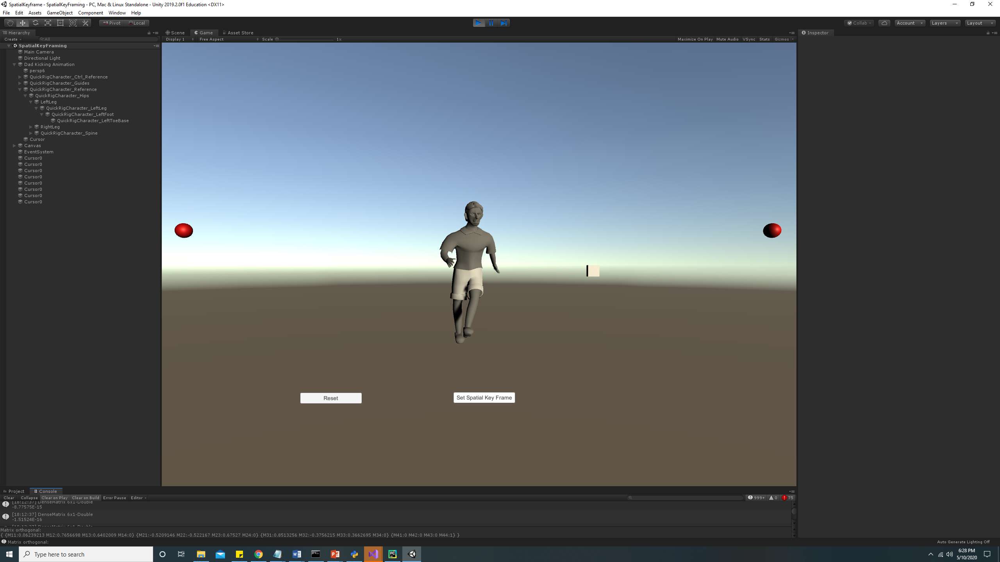 SpatialKeyframe - SpatialKeyFraming - PC, Mac & Linux Standalone - Unity 2019.2.0f1 Education <DX11>
File Edit Assets GameObject Component Window Help
Pivot Local Collab Account Layers Layout
Hierarchy Scene Game Asset Store Inspector
Create All Display 1 Free Aspect Scale 1x Maximize On Play Mute Audio VSync Stats Gizmos
SpatialKeyFraming
Main Camera
Directional Light
Dad Kicking Animation
persp6
QuickRigCharacter_Ctrl_Reference
QuickRigCharacter_Guides
QuickRigCharacter_Reference
QuickRigCharacter_Hips
LeftLeg
QuickRigCharacter_LeftLeg
QuickRigCharacter_LeftFoot
QuickRigCharacter_LeftToeBase
RightLeg
QuickRigCharacter_Spine
Cursor
Canvas
EventSystem
Cursor0
Cursor0
Cursor0
Cursor0
Cursor0
Cursor0
Cursor0
Cursor0
Reset Set Spatial Key Frame
Project Console
Clear Collapse Clear on Play Clear on Build Error Pause Editor 999+ 0 75
[18:12:37] DenseMatrix 6x1-Double
-8.77575E-15
[18:12:37] DenseMatrix 6x1-Double
-1.51524E-16
Matrix orthogonal:
{ {M11:0.06239213 M12:0.7656698 M13:0.6402009 M14:0} {M21:-0.5209146 M22:-0.522167 M23:0.67527 M24:0} {M31:0.8513256 M32:-0.3756215 M33:0.3662695 M34:0} {M41:0 M42:0 M43:0 M44:1} }
Matrix orthogonal:
Auto Generate Lighting Off
Type here to search
6:28 PM
5/10/2020